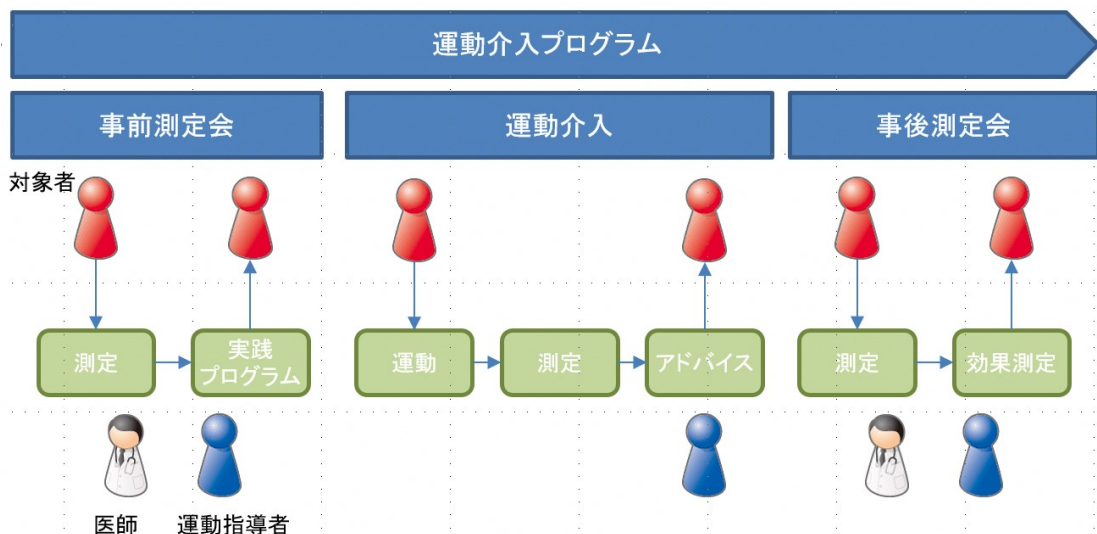 運動介入プログラム
事前測定会
運動介入
事後測定会
対象者
測定
実践
プログラム
運動
測定
アドバイス
測定
効果測定
医師
運動指導者